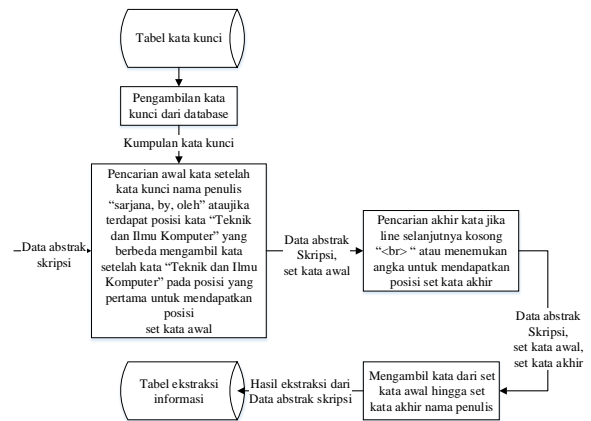 Tabel kata kunci
Pengambilan kata
kunci dari database
Kumpulan kata kunci
Pencarian awal kata setelah
kata kunci nama penulis
“sarjana, by, oleh” ataujika
terdapat posisi kata “Teknik
dan Ilmu Komputer” yang
berbeda mengambil kata
setelah kata “Teknik dan Ilmu
Komputer” pada posisi yang
pertama untuk mendapatkan
posisi
set kata awal
Data abstrak
skripsi
Data abstrak
Skripsi,
set kata awal
Pencarian akhir kata jika
line selanjutnya kosong
“<br> “ atau menemukan
angka untuk mendapatkan
posisi set kata akhir
Data abstrak
Skripsi,
set kata awal,
set kata akhir
Mengambil kata dari set
kata awal hingga set
kata akhir nama penulis
Hasil ekstraksi dari
Data abstrak skripsi
Tabel ekstraksi
informasi